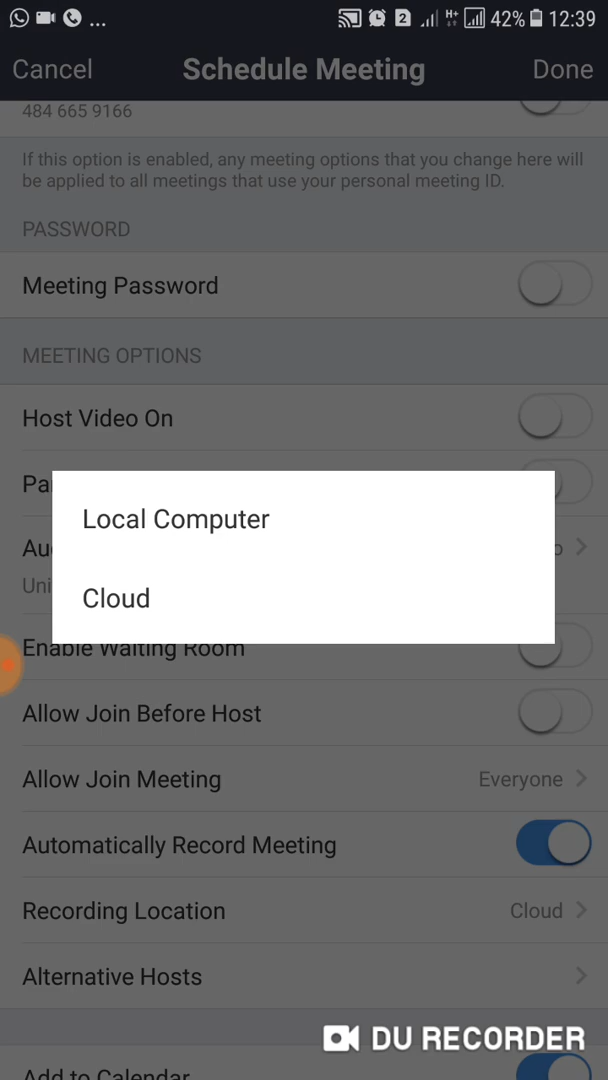 ... 2 H+ 42% 12:39
Cancel Schedule Meeting Done
484 665 9166
If this option is enabled, any meeting options that you change here will
be applied to all meetings that use your personal meeting ID.
PASSWORD
Meeting Password
MEETING OPTIONS
Host Video On
Pa
Local Computer
Au o
Uni
Cloud
Enable Waiting Room
Allow Join Before Host
Allow Join Meeting Everyone
Automatically Record Meeting
Recording Location Cloud
Alternative Hosts
DU RECORDER
Add to Calendar